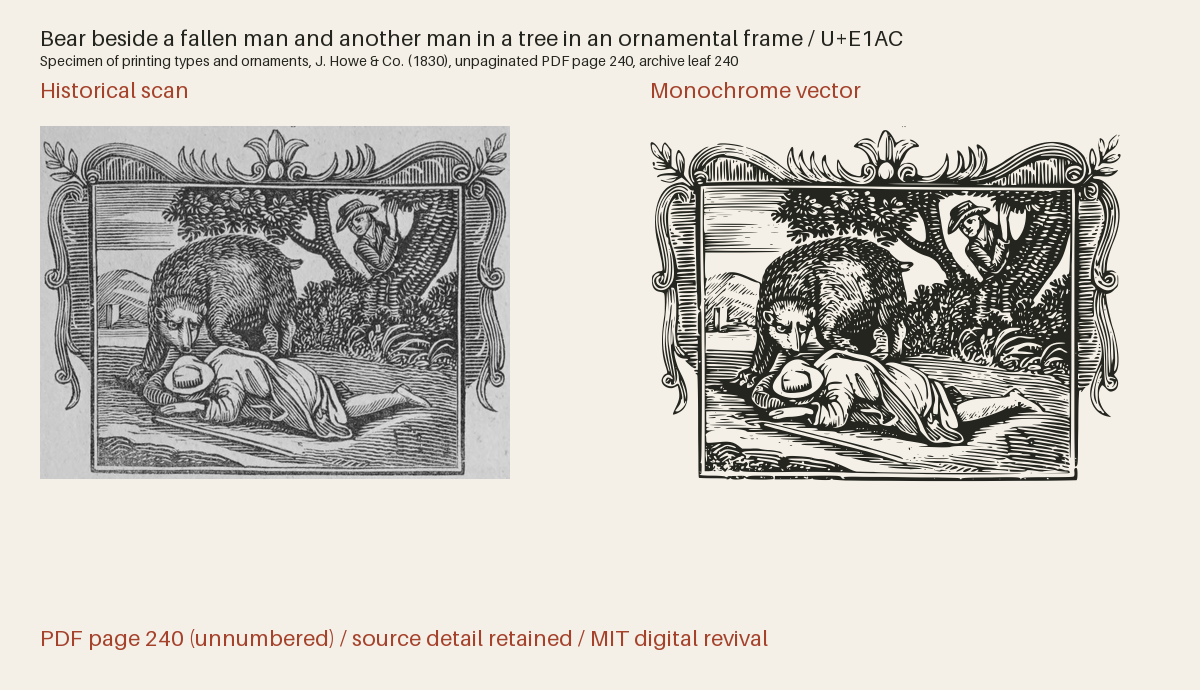 Bear beside a fallen man and another man in a tree in an ornamental frame / U+E1AC
Specimen of printing types and ornaments, J. Howe & Co. (1830), unpaginated PDF page 240, archive leaf 240
Historical scan
Monochrome vector
PDF page 240 (unnumbered) / source detail retained / MIT digital revival